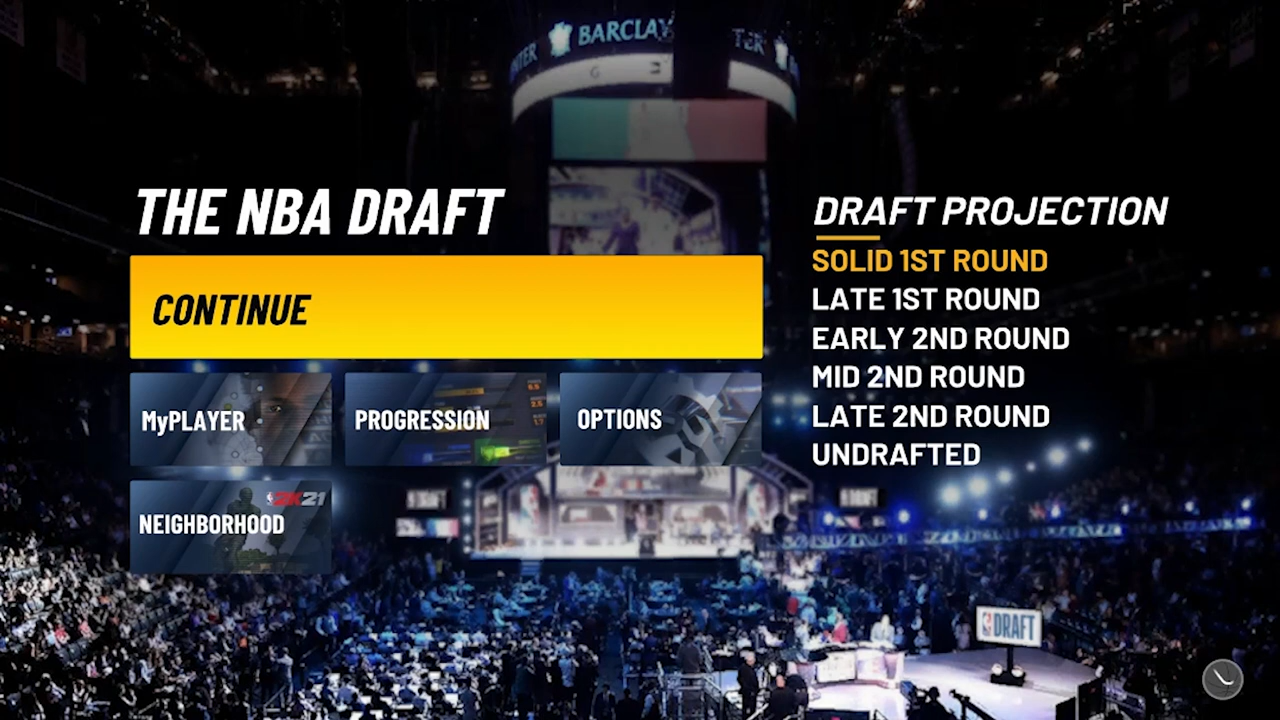 BARCLAY
THE NBA DRAFT
CONTINUE
MyPLAYER
PROGRESSION
OPTIONS
NEIGHBORHOOD
2K21
DRAFT PROJECTION
SOLID 1ST ROUND
LATE 1ST ROUND
EARLY 2ND ROUND
MID 2ND ROUND
LATE 2ND ROUND
UNDRAFTED
DRAFT